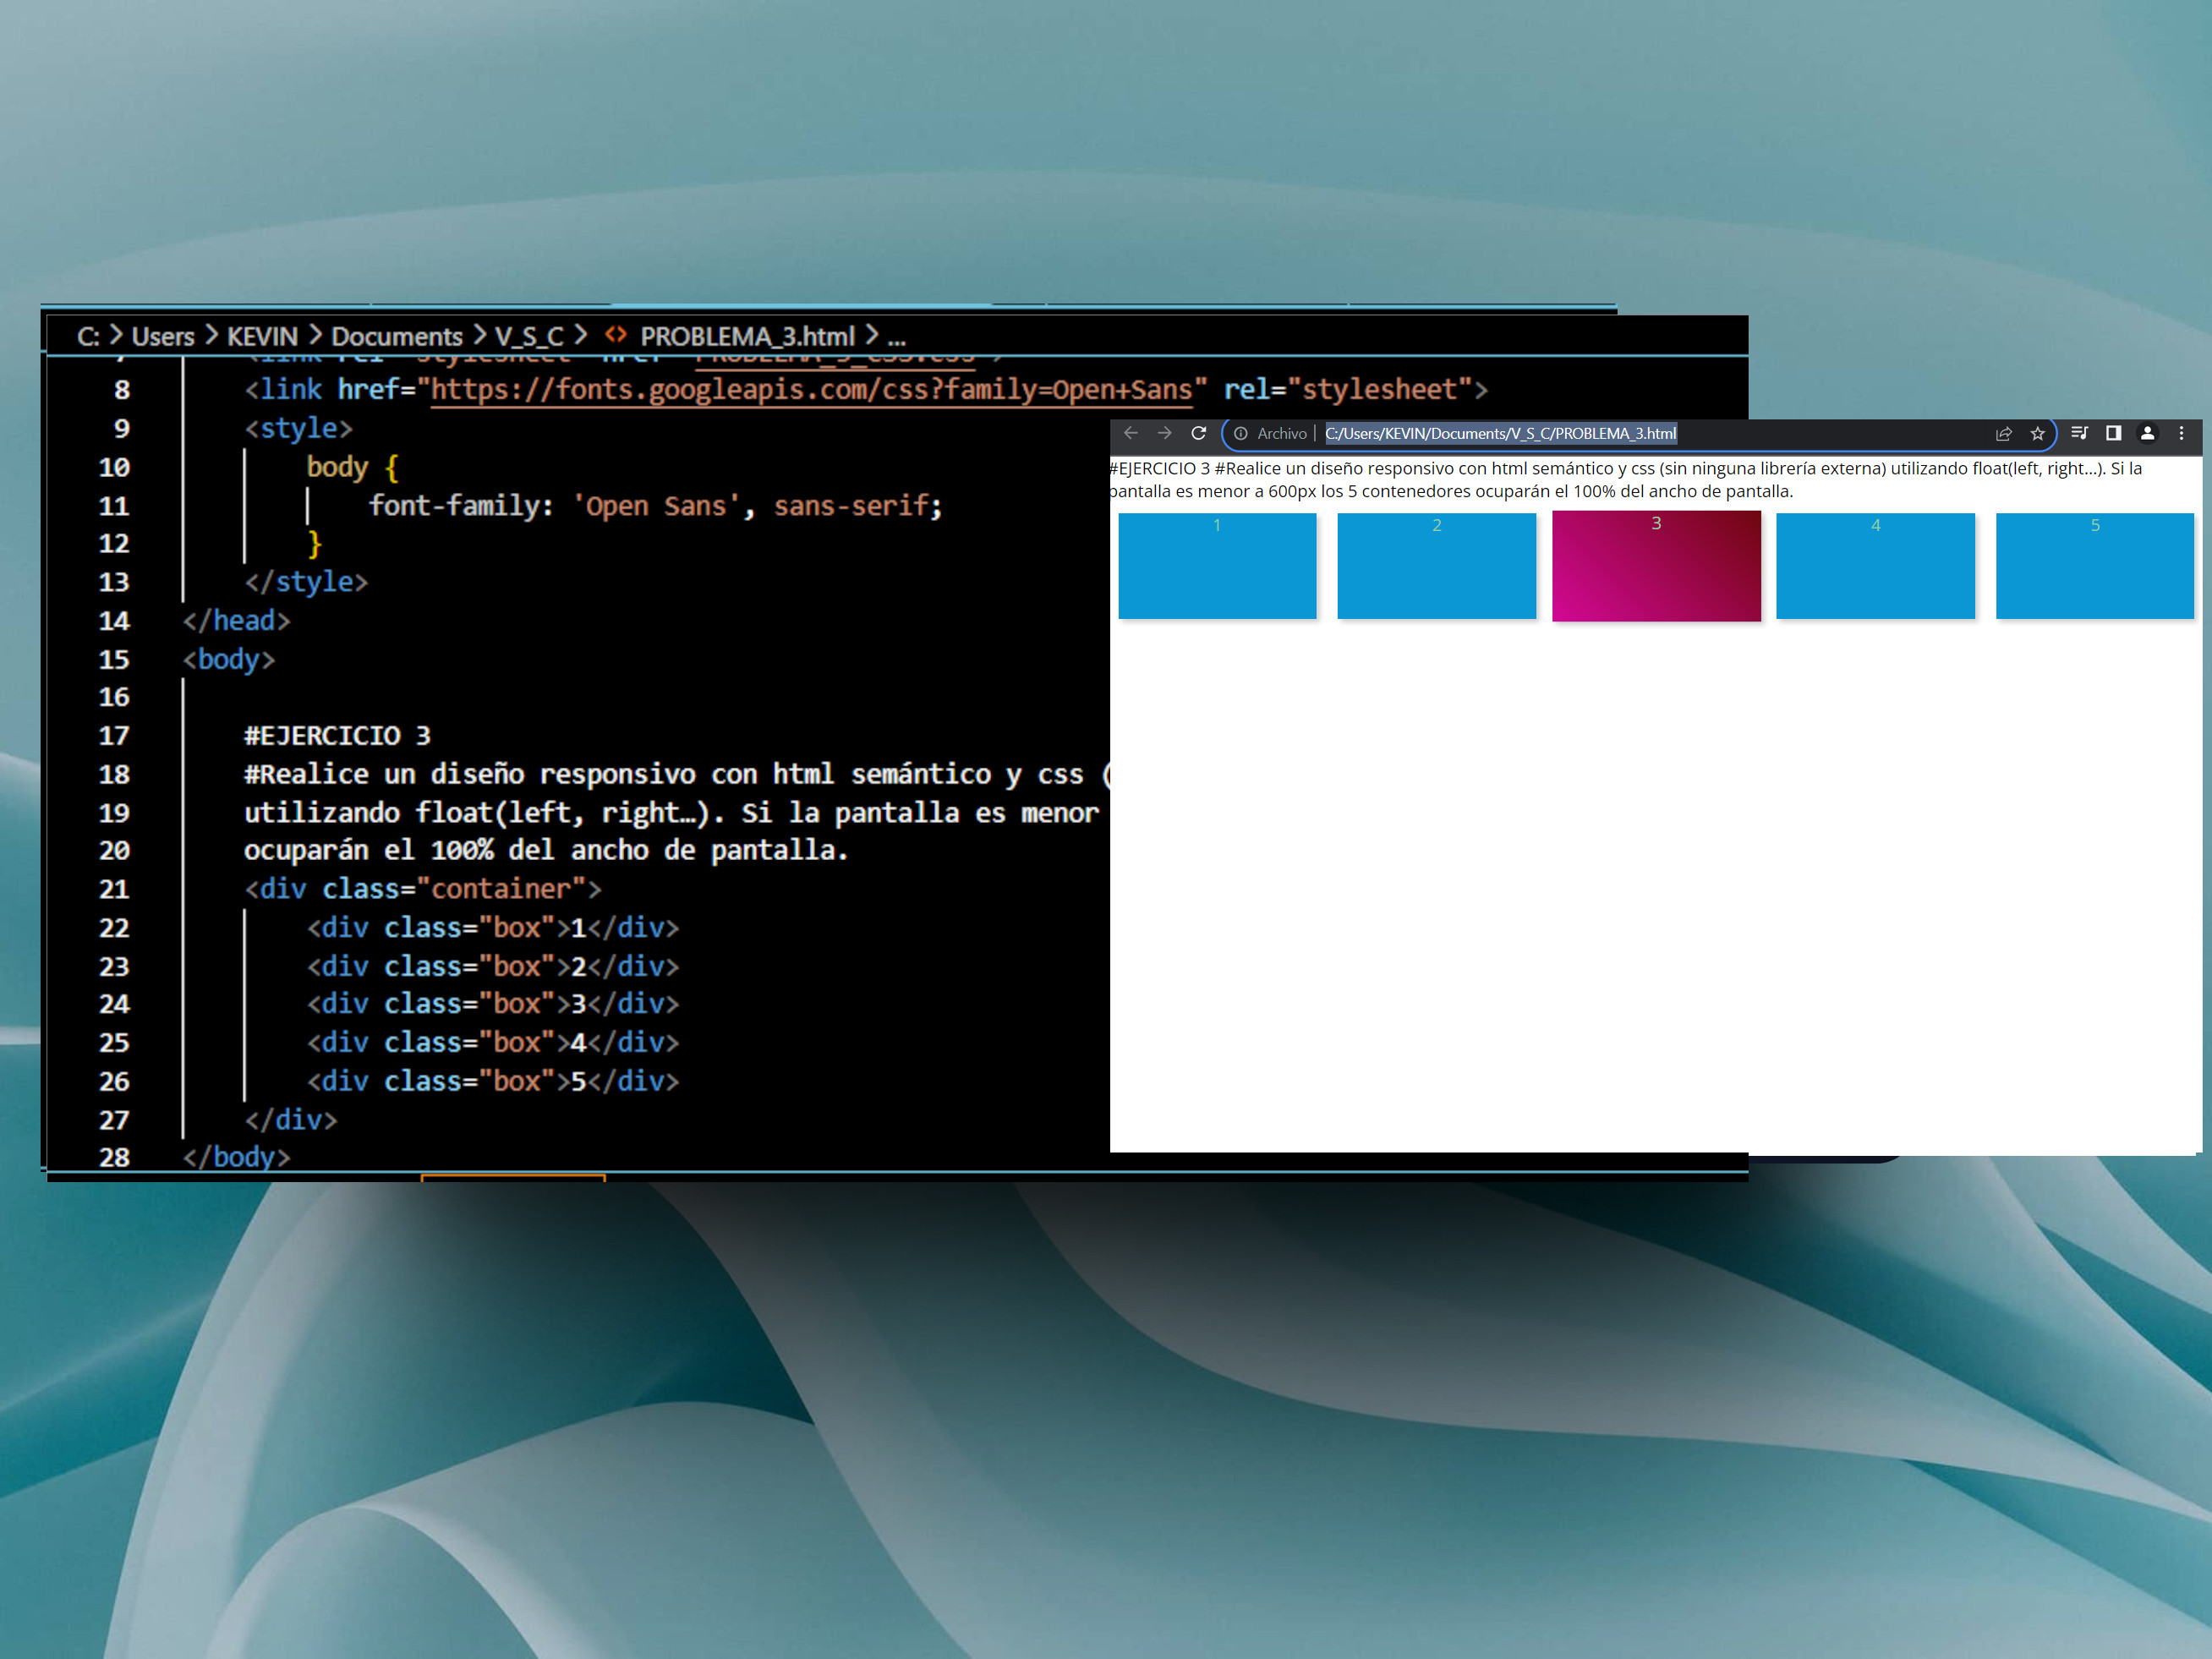 C: > Users > KEVIN > Documents > V_S_C > <> PROBLEMA_3.html > ...
8 <link href="https://fonts.googleapis.com/css?family=Open+Sans" rel="stylesheet">
9 <style>
10 body {
11 font-family: 'Open Sans', sans-serif;
12 }
13 </style>
14 </head>
15 <body>
16
17 #EJERCICIO 3
18 #Realice un diseño responsivo con html semántico y css (
19 utilizando float(left, right…). Si la pantalla es menor
20 ocuparán el 100% del ancho de pantalla.
21 <div class="container">
22 <div class="box">1</div>
23 <div class="box">2</div>
24 <div class="box">3</div>
25 <div class="box">4</div>
26 <div class="box">5</div>
27 </div>
28 </body>
Archivo | C:/Users/KEVIN/Documents/V_S_C/PROBLEMA_3.html
#EJERCICIO 3 #Realice un diseño responsivo con html semántico y css (sin ninguna librería externa) utilizando float(left, right…). Si la
pantalla es menor a 600px los 5 contenedores ocuparán el 100% del ancho de pantalla.
1 2 3 4 5